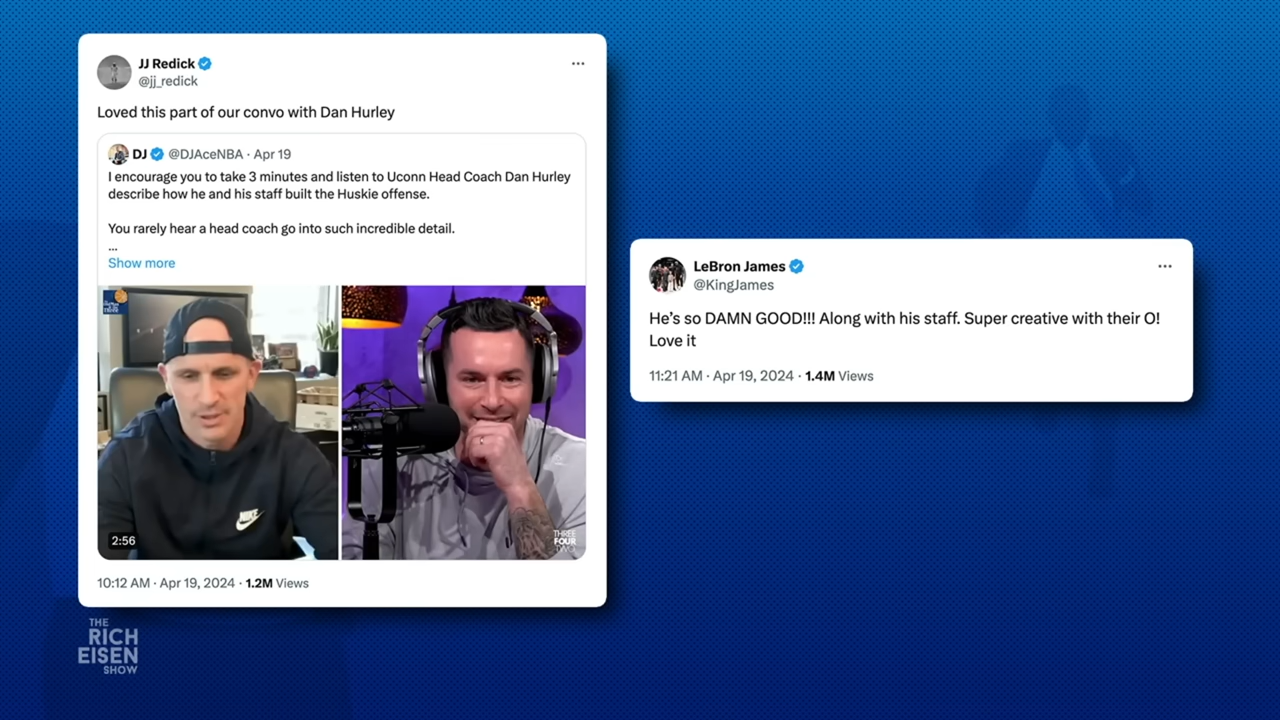 JJ Redick
@jj_redick
Loved this part of our convo with Dan Hurley
DJ @DJAceNBA · Apr 19
I encourage you to take 3 minutes and listen to Uconn Head Coach Dan Hurley
describe how he and his staff built the Huskie offense.
You rarely hear a head coach go into such incredible detail.
...
Show more
NIKE
2:56
THREE
FOUR
TWO
10:12 AM · Apr 19, 2024 · 1.2M Views
LeBron James
@KingJames
He's so DAMN GOOD!!! Along with his staff. Super creative with their O!
Love it
11:21 AM · Apr 19, 2024 · 1.4M Views
THE
RICH
EISEN
SHOW